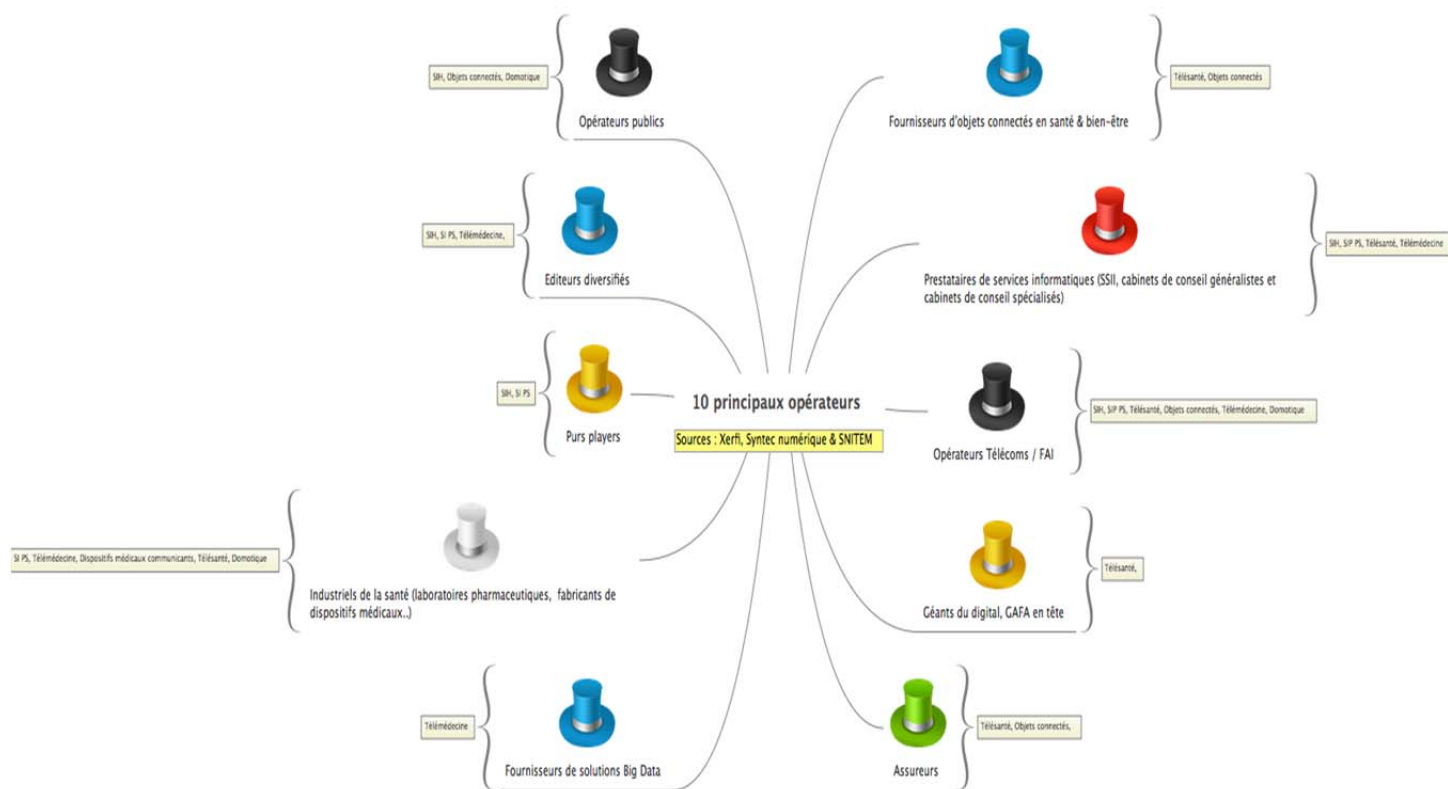 10 principaux opérateurs
Sources : Xerfi, Syntec numérique & SNITEM
SIH, Objets connectés, Domotique
Opérateurs publics
SIH, SI PS, Télémédecine,
Editeurs diversifiés
SIH, SI PS
Purs players
SI PS, Télémédecine, Dispositifs médicaux communicants, Télésanté, Domotique
Industriels de la santé (laboratoires pharmaceutiques, fabricants de
dispositifs médicaux..)
Télémédecine
Fournisseurs de solutions Big Data
Télésanté, Objets connectés
Fournisseurs d'objets connectés en santé & bien-être
SIH, SIP PS, Télésanté, Télémédecine
Prestataires de services informatiques (SSII, cabinets de conseil généralistes et
cabinets de conseil spécialisés)
SIH, SIP PS, Télésanté, Objets connectés, Télémédecine, Domotique
Opérateurs Télécoms / FAI
Télésanté,
Géants du digital, GAFA en tête
Télésanté, Objets connectés,
Assureurs